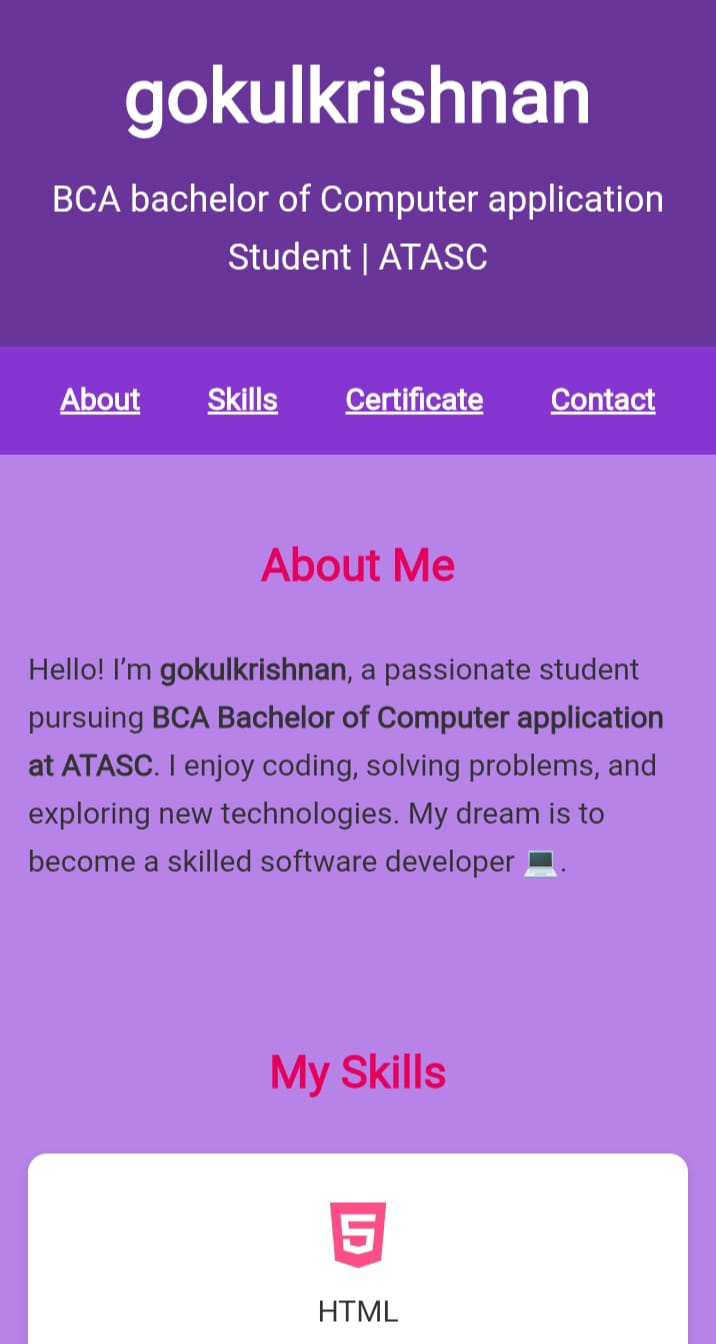 gokulkrishnan
BCA bachelor of Computer application
Student | ATASC
About Skills Certificate Contact
About Me
Hello! I’m gokulkrishnan, a passionate student
pursuing BCA Bachelor of Computer application
at ATASC. I enjoy coding, solving problems, and
exploring new technologies. My dream is to
become a skilled software developer 💻.
My Skills
5
HTML